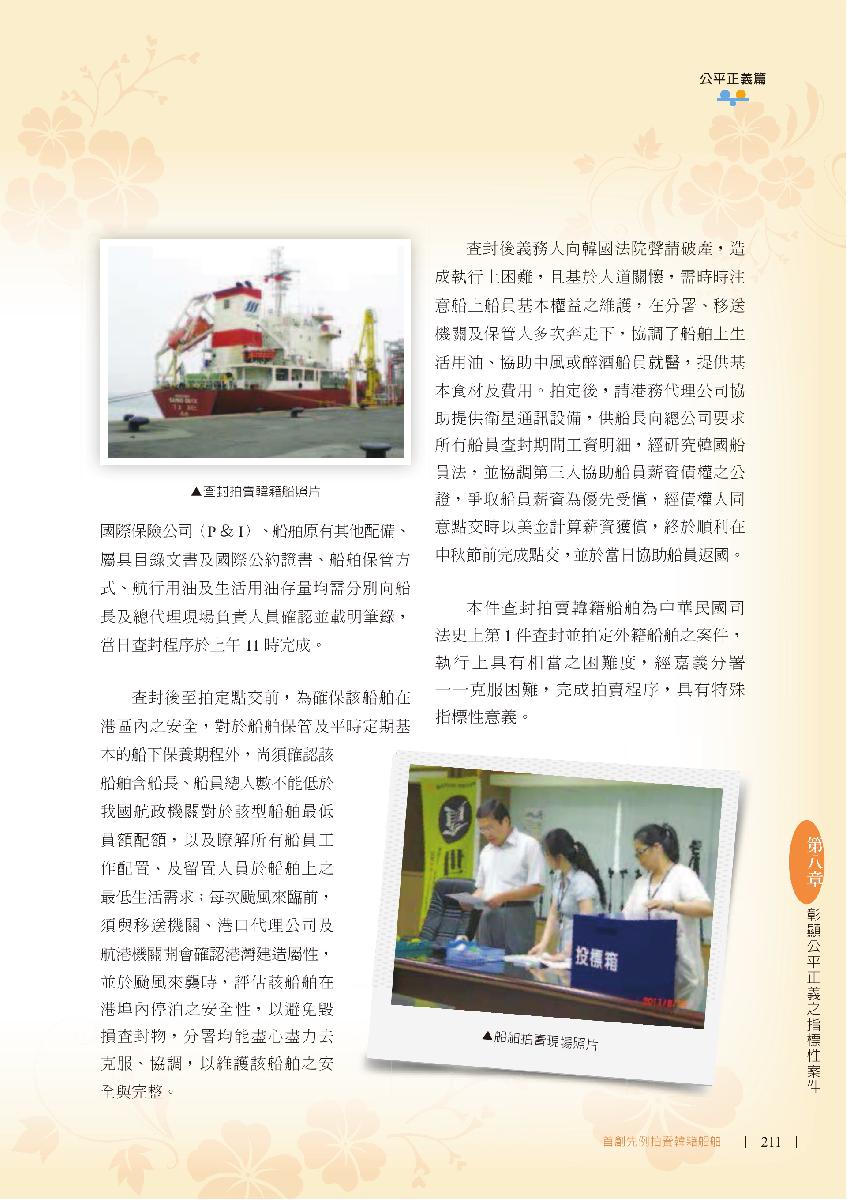 公平正義篇
▲查封拍賣韓籍船照片
國際保險公司（P & I）、船舶原有其他配備、
屬具目錄文書及國際公約證書、船舶保管方
式、航行用油及生活用油存量均需分別向船
長及總代理現場負責人員確認並載明筆錄，
當日查封程序於上午 11 時完成。
查封後至拍定點交前，為確保該船舶在
港區內之安全，對於船舶保管及平時定期基
本的船下保養期程外，尚須確認該
船舶含船長、船員總人數不能低於
我國航政機關對於該型船舶最低
員額配額，以及瞭解所有船員工
作配置、及留置人員於船舶上之
最低生活需求；每次颱風來臨前，
須與移送機關、港口代理公司及
航港機關開會確認港灣建造屬性，
並於颱風來襲時，評估該船舶在
港埠內停泊之安全性，以避免毀
損查封物，分署均能盡心盡力去
克服、協調，以維護該船舶之安
全與完整。
查封後義務人向韓國法院聲請破產，造
成執行上困難，且基於人道關懷，需時時注
意船上船員基本權益之維護，在分署、移送
機關及保管人多次奔走下，協調了船舶上生
活用油、協助中風或醉酒船員就醫，提供基
本食材及費用。拍定後，請港務代理公司協
助提供衛星通訊設備，供船長向總公司要求
所有船員查封期間工資明細，經研究韓國船
員法，並協調第三人協助船員薪資債權之公
證，爭取船員薪資為優先受償，經債權人同
意點交時以美金計算薪資獲償，終於順利在
中秋節前完成點交，並於當日協助船員返國。
本件查封拍賣韓籍船舶為中華民國司
法史上第 1 件查封並拍定外籍船舶之案件，
執行上具有相當之困難度，經嘉義分署
一一克服困難，完成拍賣程序，具有特殊
指標性意義。
投標箱
▲船舶拍賣現場照片
第八章
彰顯公平正義之指標性案件
首創先例拍賣韓籍船舶 | 211 |